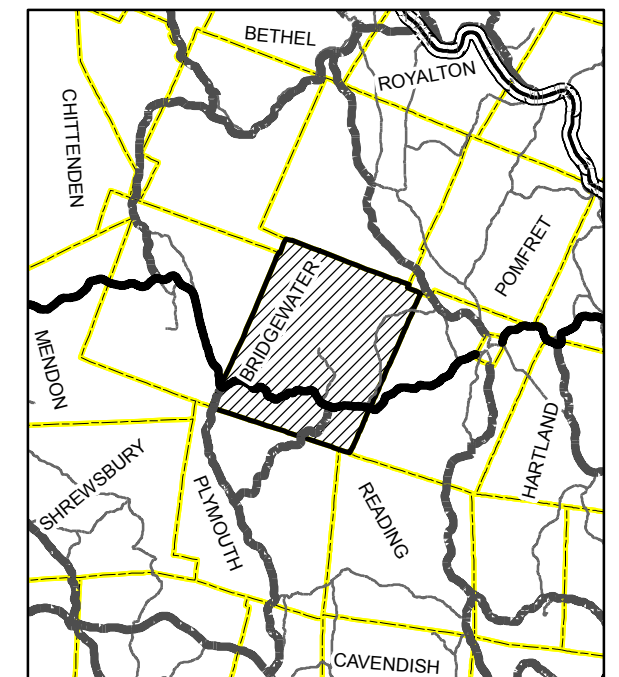 BETHEL
ROYALTON
CHITTENDEN
POMFRET
BRIDGEWATER
MENDON
HARTLAND
SHREWSBURY
PLYMOUTH
READING
CAVENDISH